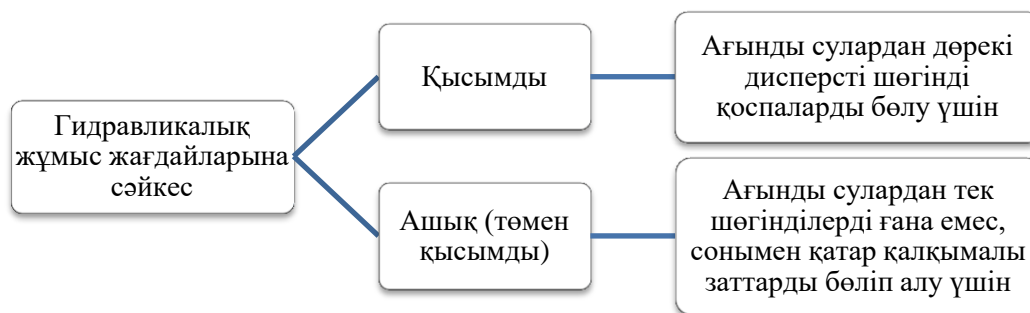 Гидравликалық
жұмыс жағдайларына
сәйкес
Қысымды
Ағынды сулардан дөрекі
дисперсті шөгінді
қоспаларды бөлу үшін
Ашық (төмен
қысымды)
Ағынды сулардан тек
шөгінділерді ғана емес,
сонымен қатар қалқымалы
заттарды бөліп алу үшін